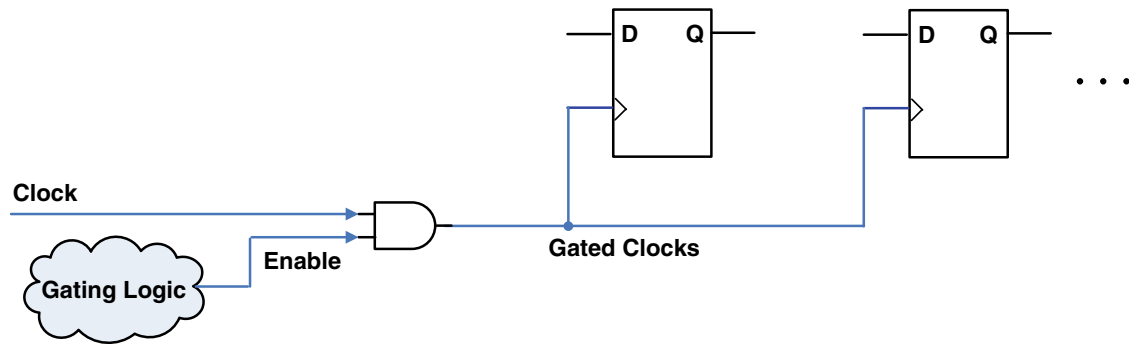 D Q
D Q
. . .
Clock
Enable
Gated Clocks
Gating Logic